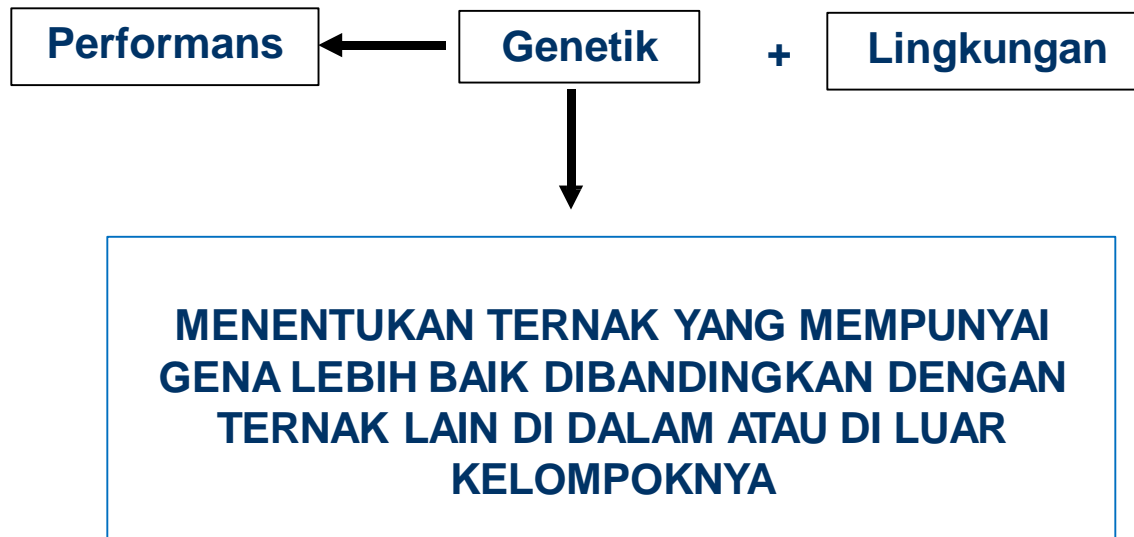 Performans Genetik + Lingkungan
MENENTUKAN TERNAK YANG MEMPUNYAI
GENA LEBIH BAIK DIBANDINGKAN DENGAN
TERNAK LAIN DI DALAM ATAU DI LUAR
KELOMPOKNYA